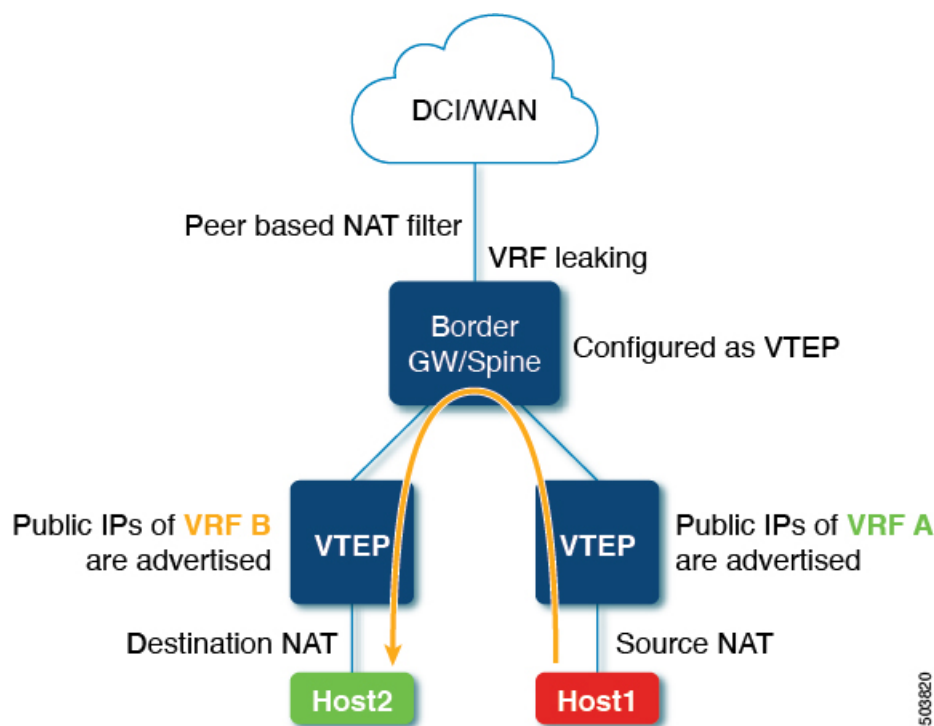 DCI/WAN
Peer based NAT filter
VRF leaking
Border
GW/Spine
Configured as VTEP
Public IPs of VRF B
are advertised
VTEP
VTEP
Public IPs of VRF A
are advertised
Destination NAT
Source NAT
Host2
Host1
503820